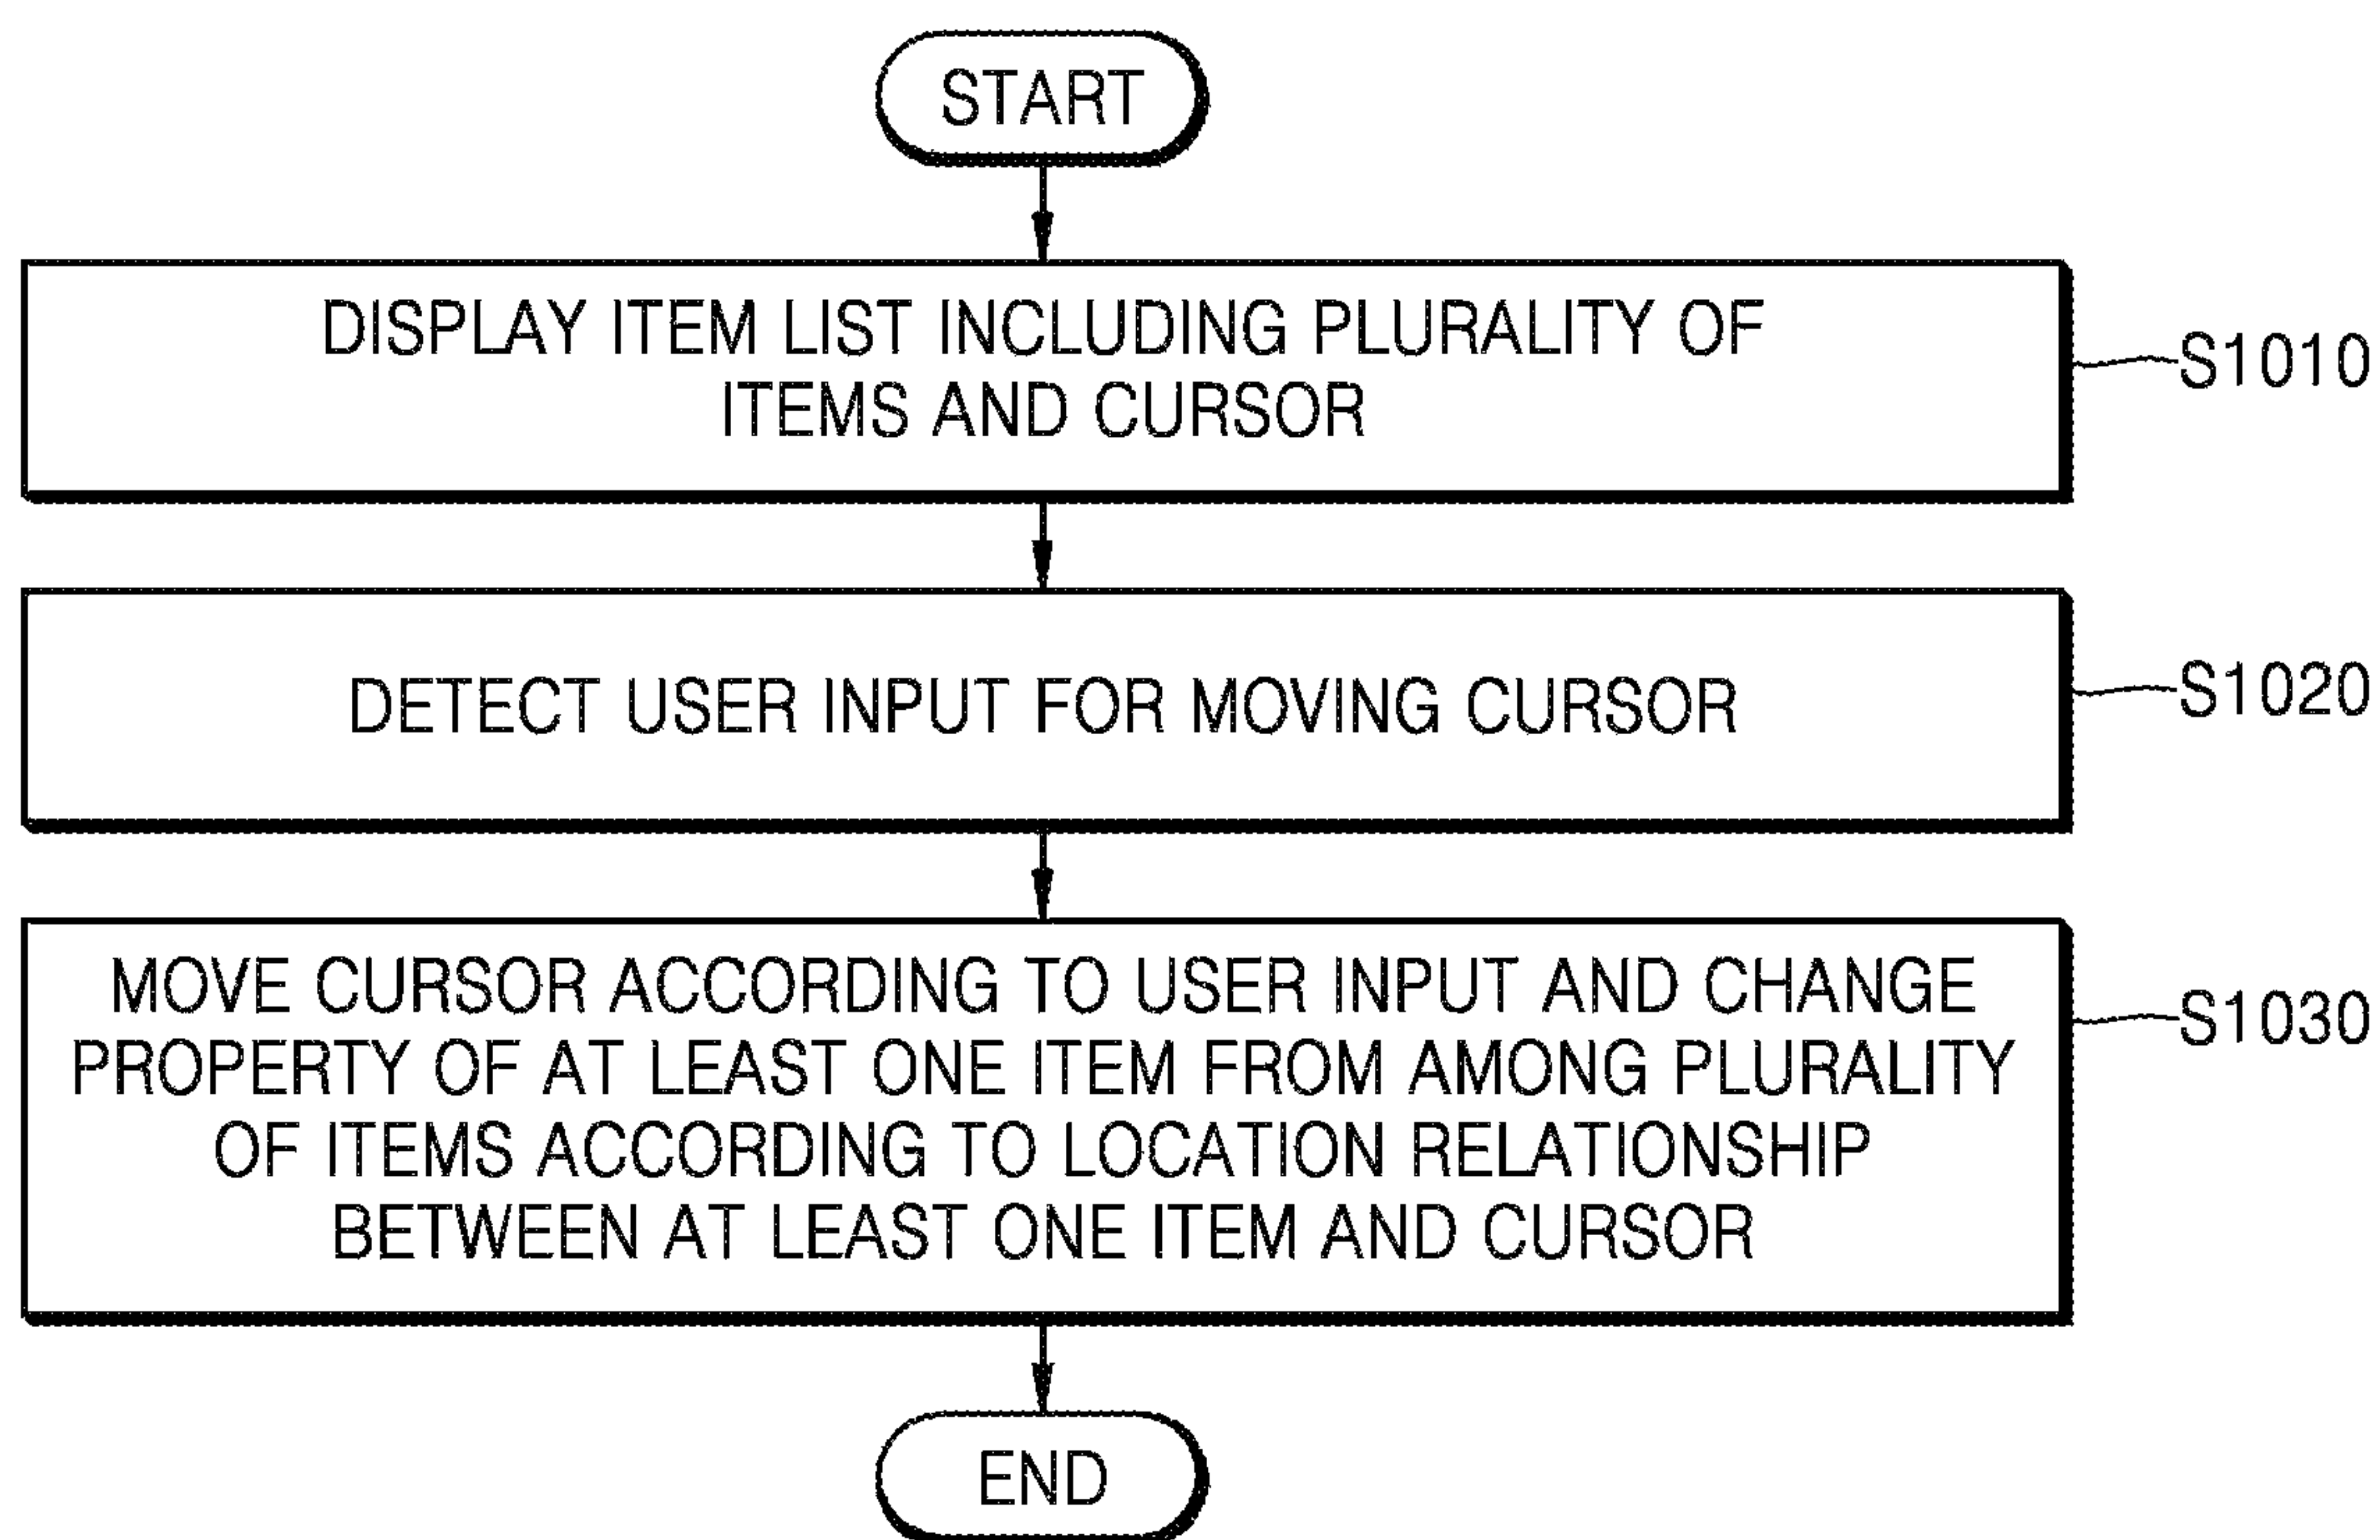 START
DISPLAY ITEM LIST INCLUDING PLURALITY OF
ITEMS AND CURSOR
S1010
DETECT USER INPUT FOR MOVING CURSOR
S1020
MOVE CURSOR ACCORDING TO USER INPUT AND CHANGE
PROPERTY OF AT LEAST ONE ITEM FROM AMONG PLURALITY
OF ITEMS ACCORDING TO LOCATION RELATIONSHIP
BETWEEN AT LEAST ONE ITEM AND CURSOR
S1030
END